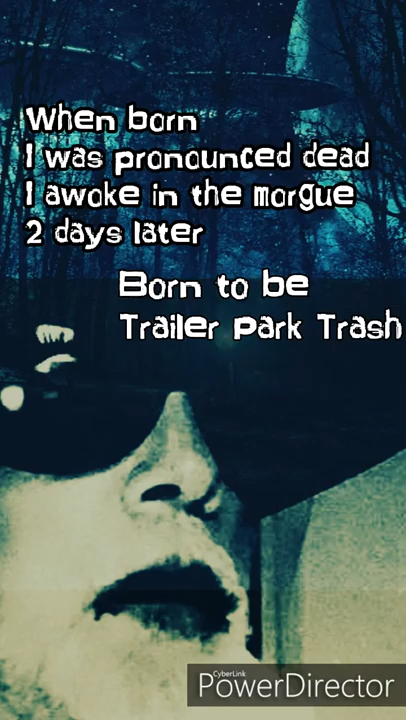 When born
I was pronounced dead
I awoke in the morgue
2 days later
Born to be
Trailer Park Trash
CyberLink
PowerDirector